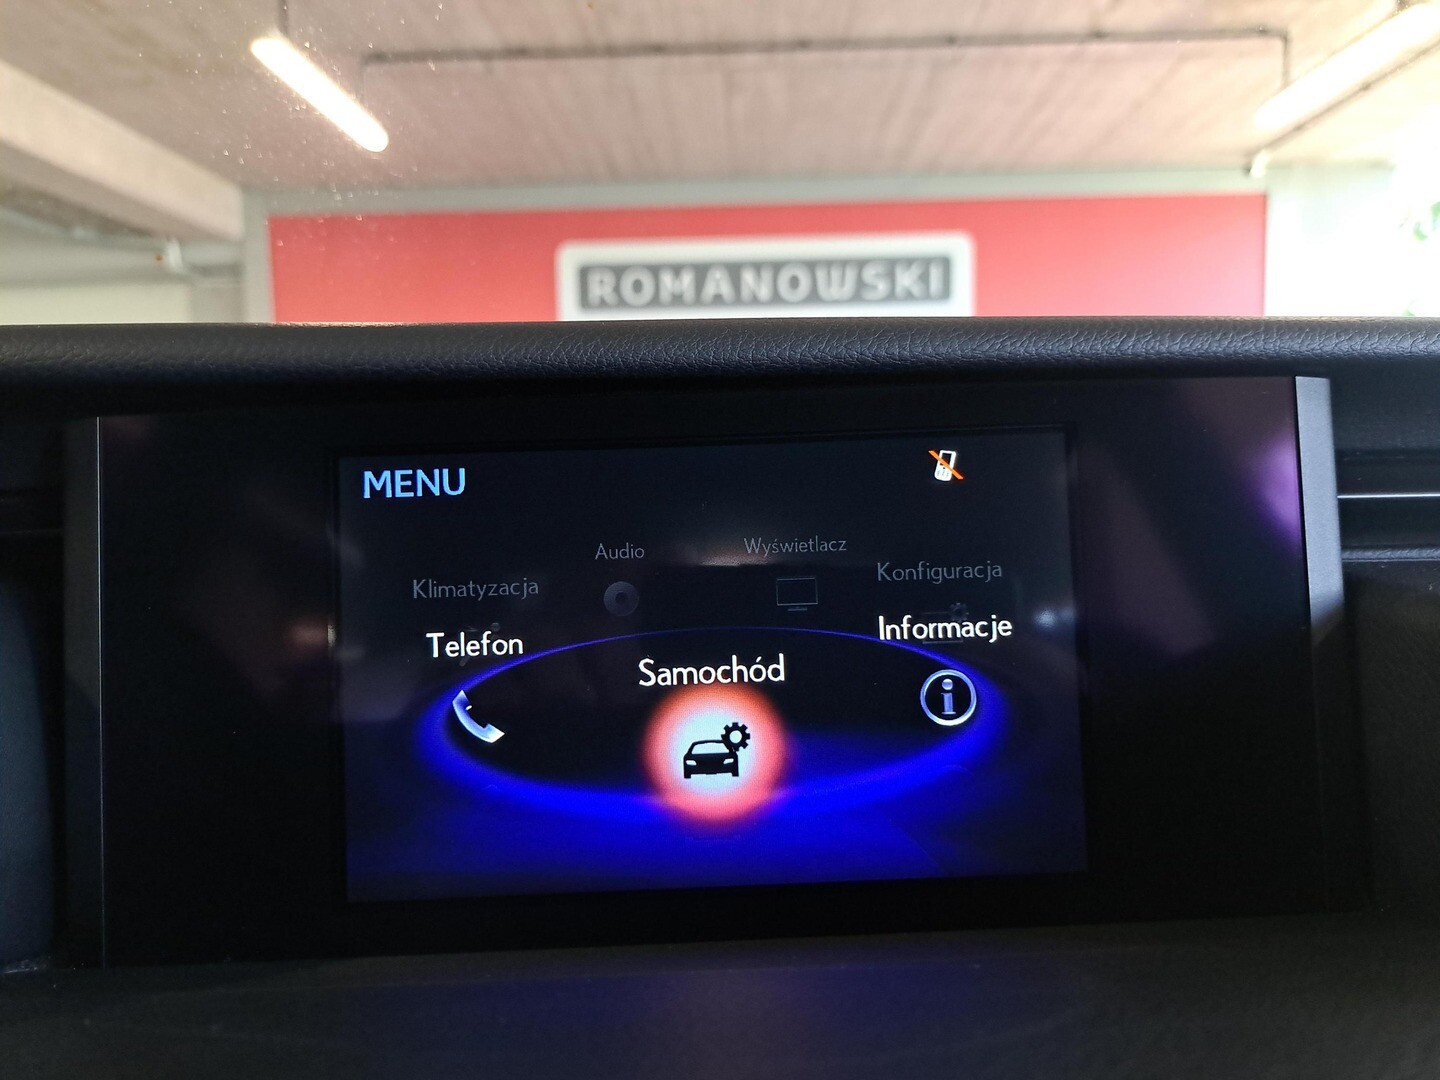 ROMANOWSKI
MENU
Audio
Wyświetlacz
Klimatyzacja
Konfiguracja
Telefon
Informacje
Samochód